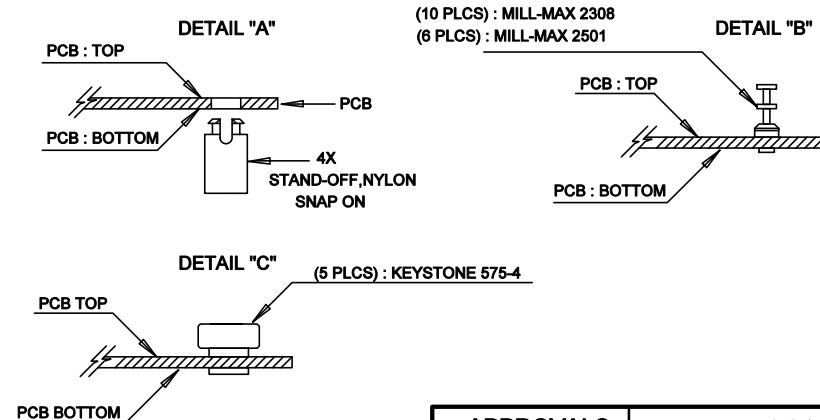 DETAIL "A"
PCB : TOP
PCB
PCB : BOTTOM
4X
STAND-OFF,NYLON
SNAP ON
(10 PLCS) : MILL-MAX 2308
(6 PLCS) : MILL-MAX 2501
DETAIL "B"
PCB : TOP
PCB : BOTTOM
DETAIL "C"
(5 PLCS) : KEYSTONE 575-4
PCB TOP
PCB BOTTOM
APPROVALS